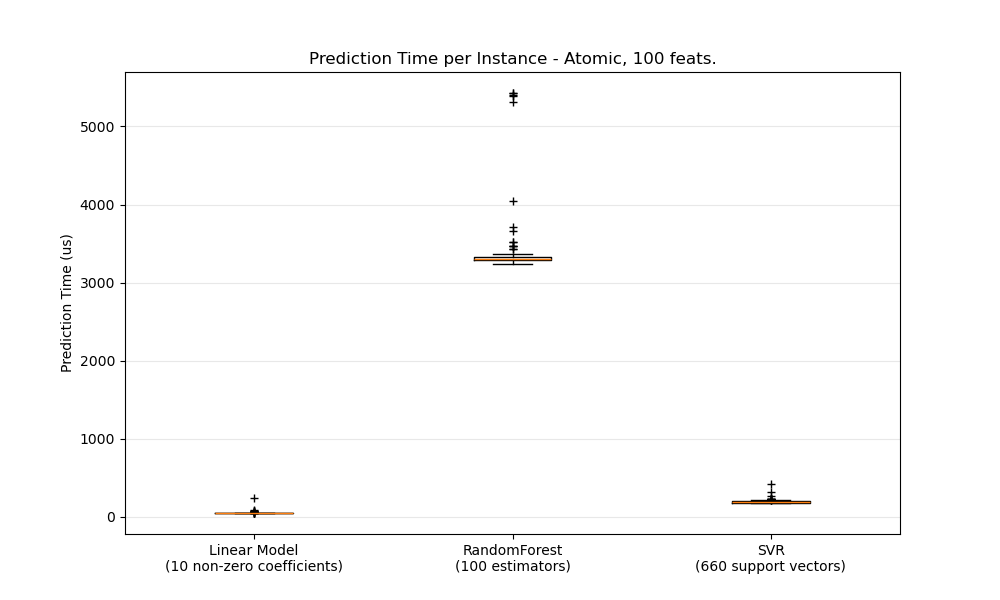 Prediction Time per Instance - Atomic, 100 feats.
Prediction Time (us)
5000
4000
3000
2000
1000
0
Linear Model
(10 non-zero coefficients)
RandomForest
(100 estimators)
SVR
(660 support vectors)